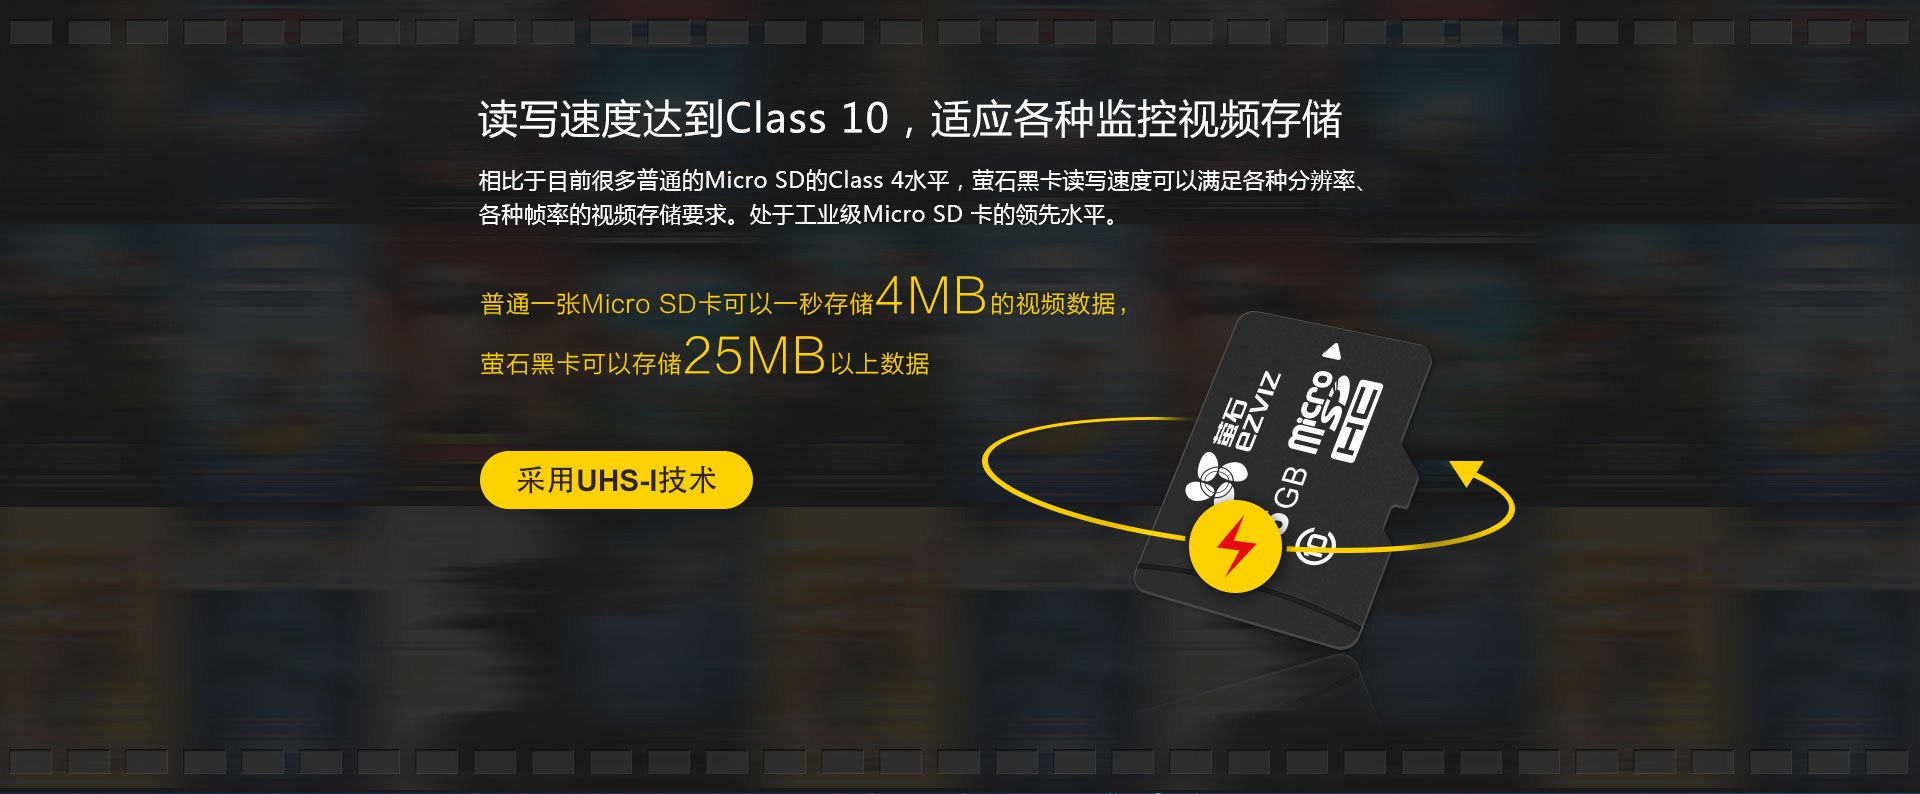 读写速度达到Class 10，适应各种监控视频存储
相比于目前很多普通的Micro SD的Class 4水平，萤石黑卡读写速度可以满足各种分辨率、
各种帧率的视频存储要求。处于工业级Micro SD 卡的领先水平。
普通一张Micro SD卡可以一秒存储4MB的视频数据，
萤石黑卡可以存储25MB以上数据
采用UHS-I技术
萤石
ezviz
micro
SD
HC
GB
10